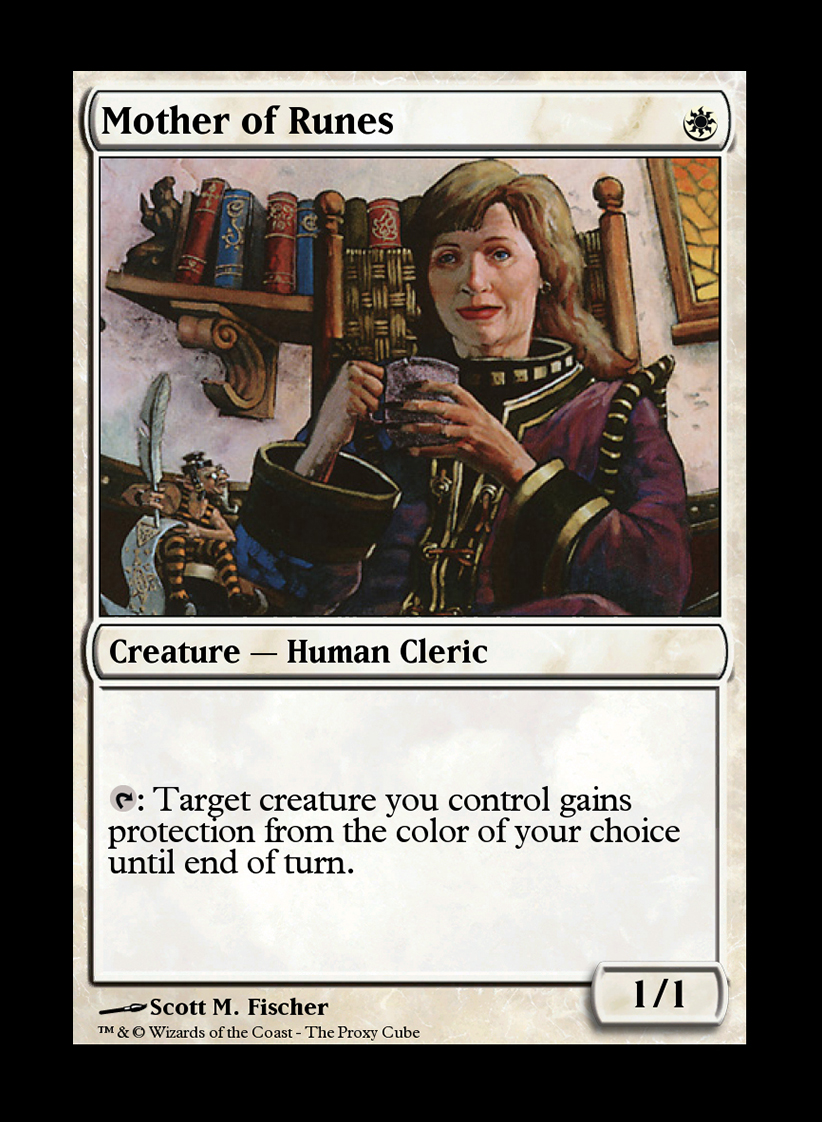 Mother of Runes
Creature — Human Cleric
: Target creature you control gains
protection from the color of your choice
until end of turn.
1/1
Scott M. Fischer
™ & © Wizards of the Coast - The Proxy Cube